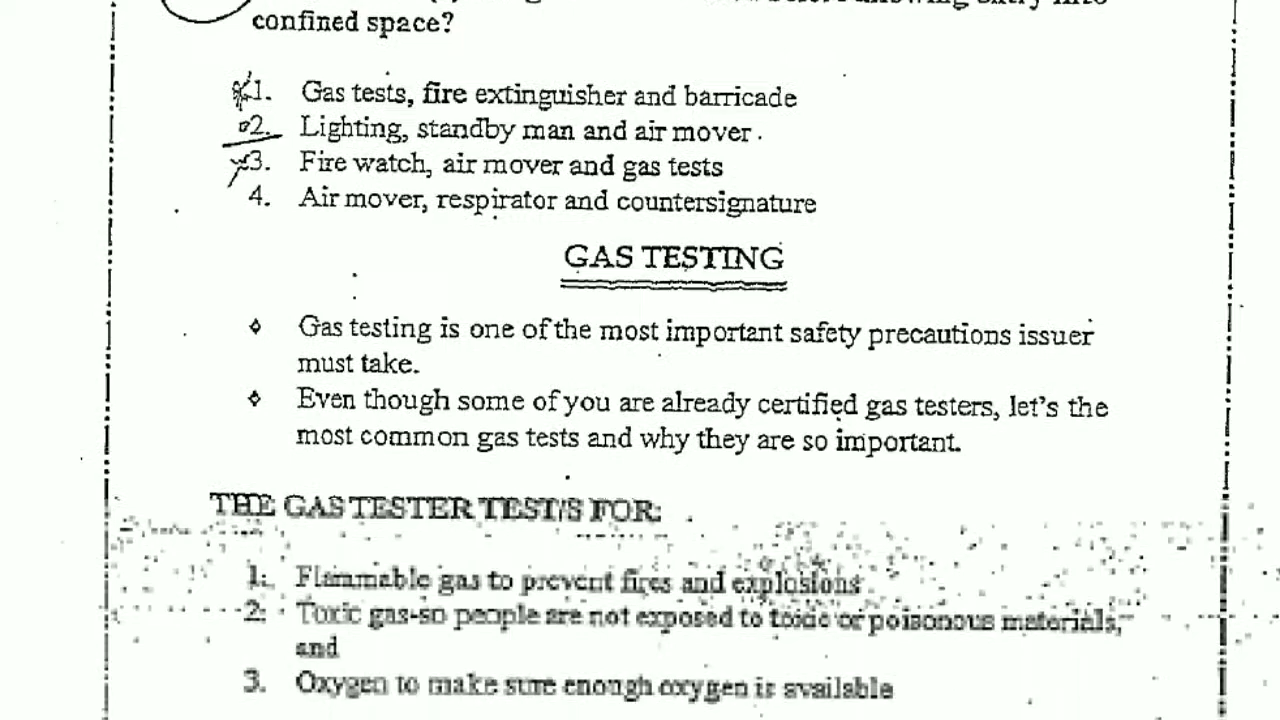 confined space?
1. Gas tests, fire extinguisher and barricade
2. Lighting, standby man and air mover.
3. Fire watch, air mover and gas tests
4. Air mover, respirator and countersignature
GAS TESTING
Gas testing is one of the most important safety precautions issuer
must take.
Even though some of you are already certified gas testers, let's the
most common gas tests and why they are so important.
THE GAS TESTER TEST/S FOR:
1. Flammable gas to prevent fires and explosions
2. Toxic gas-so people are not exposed to toxic or poisonous materials,
and
3. Oxygen to make sure enough oxygen is available